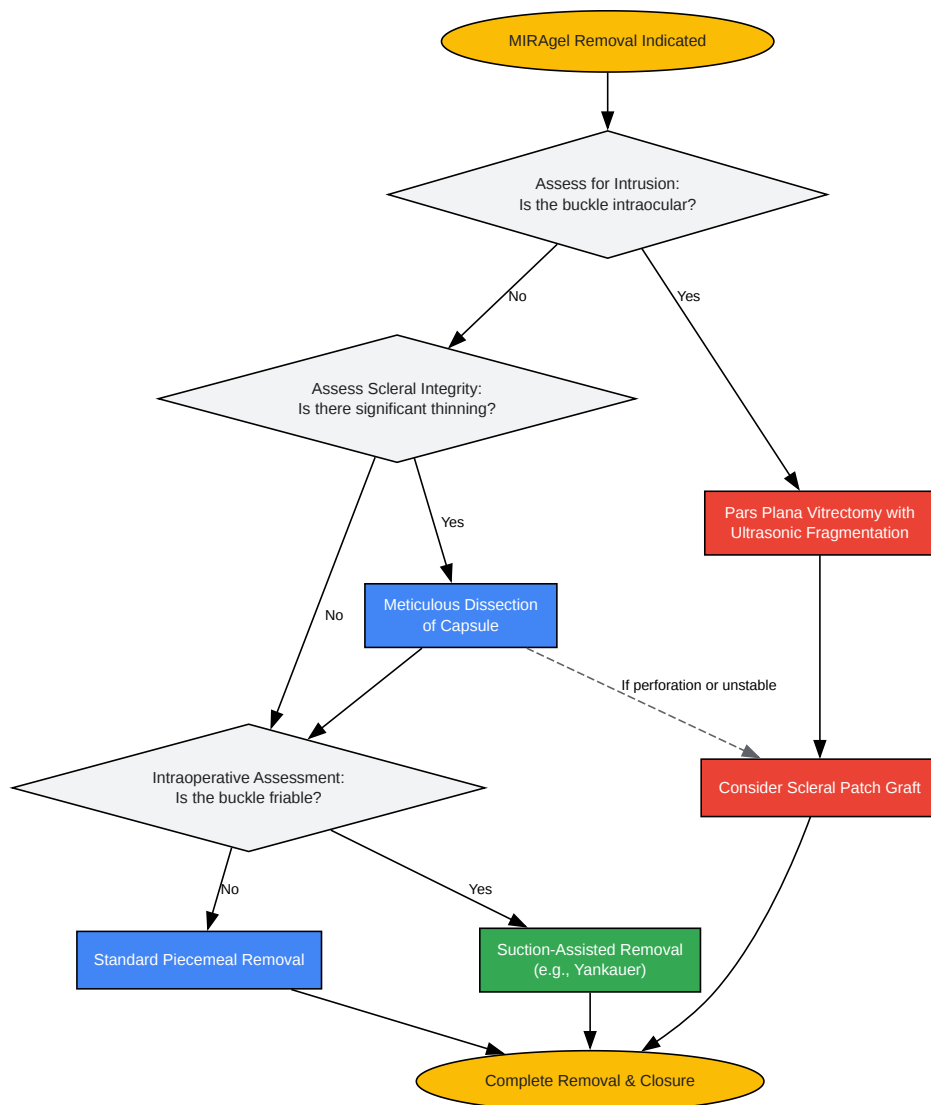 MIRAgel Removal Indicated
Assess for Intrusion:
Is the buckle intraocular?
No
Yes
Assess Scleral Integrity:
Is there significant thinning?
Pars Plana Vitrectomy with
Ultrasonic Fragmentation
Yes
Meticulous Dissection
of Capsule
No
If perforation or unstable
Intraoperative Assessment:
Is the buckle friable?
Consider Scleral Patch Graft
No
Yes
Standard Piecemeal Removal
Suction-Assisted Removal
(e.g., Yankauer)
Complete Removal & Closure